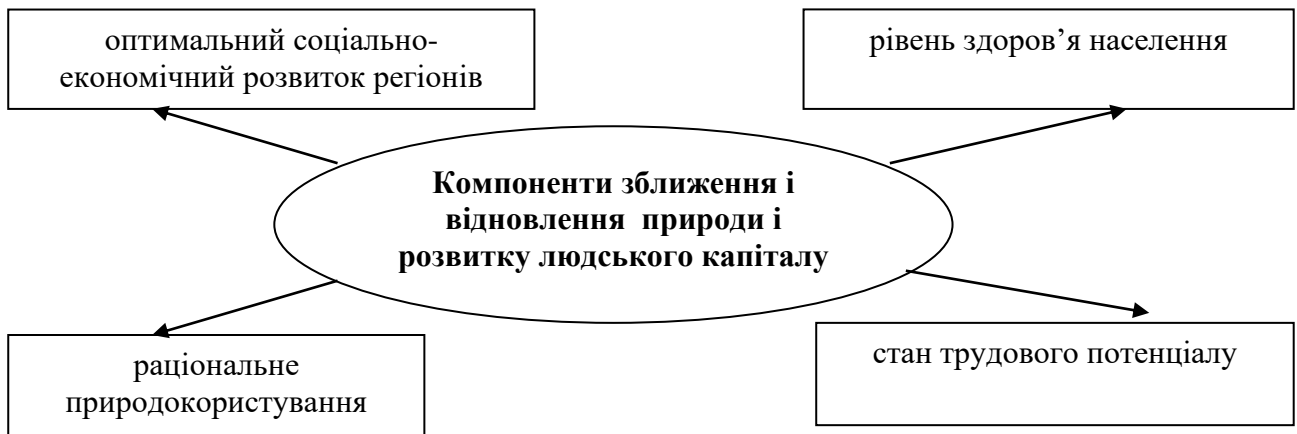 оптимальний соціально-
економічний розвиток регіонів
рівень здоров’я населення
Компоненти зближення і
відновлення природи і
розвитку людського капіталу
раціональне
природокористування
стан трудового потенціалу